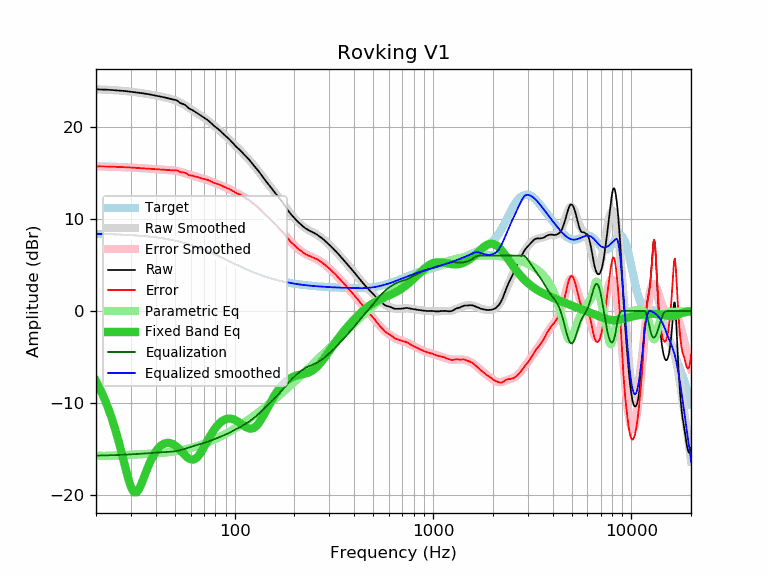 Rovking V1
Amplitude (dBr)
20
10
0
−10
−20
Target
Raw Smoothed
Error Smoothed
Raw
Error
Parametric Eq
Fixed Band Eq
Equalization
Equalized smoothed
100
1000
10000
Frequency (Hz)